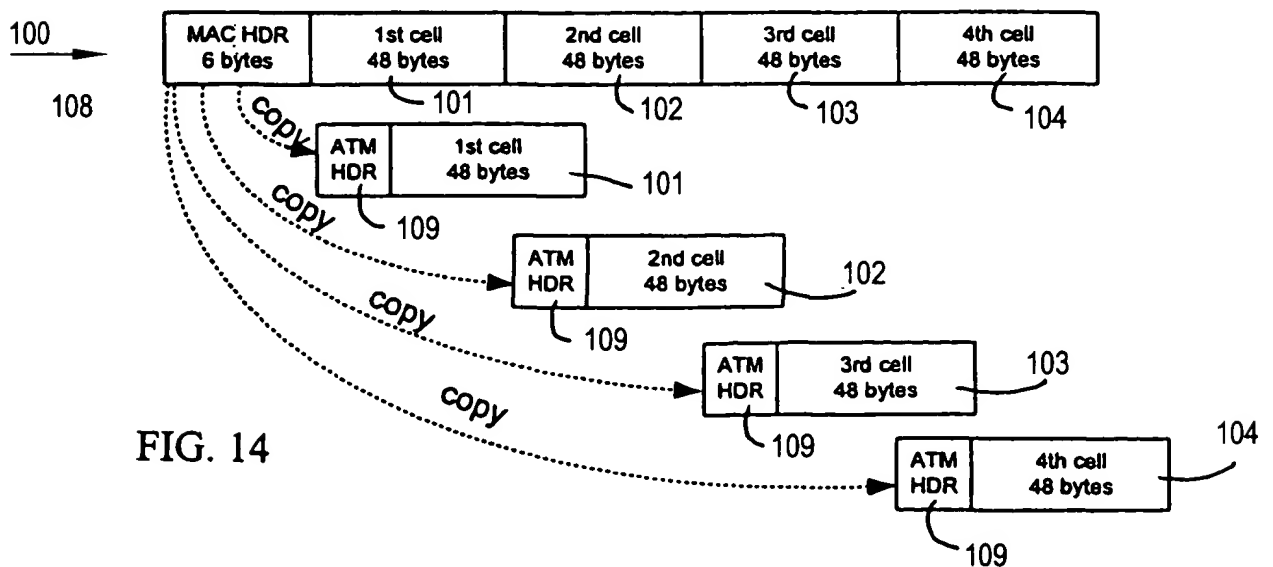 100
MAC HDR
6 bytes
1st cell
48 bytes
2nd cell
48 bytes
3rd cell
48 bytes
4th cell
48 bytes
108
101
102
103
104
copy
ATM
HDR
1st cell
48 bytes
101
109
copy
ATM
HDR
2nd cell
48 bytes
102
109
copy
ATM
HDR
3rd cell
48 bytes
103
109
copy
ATM
HDR
4th cell
48 bytes
104
109
FIG. 14